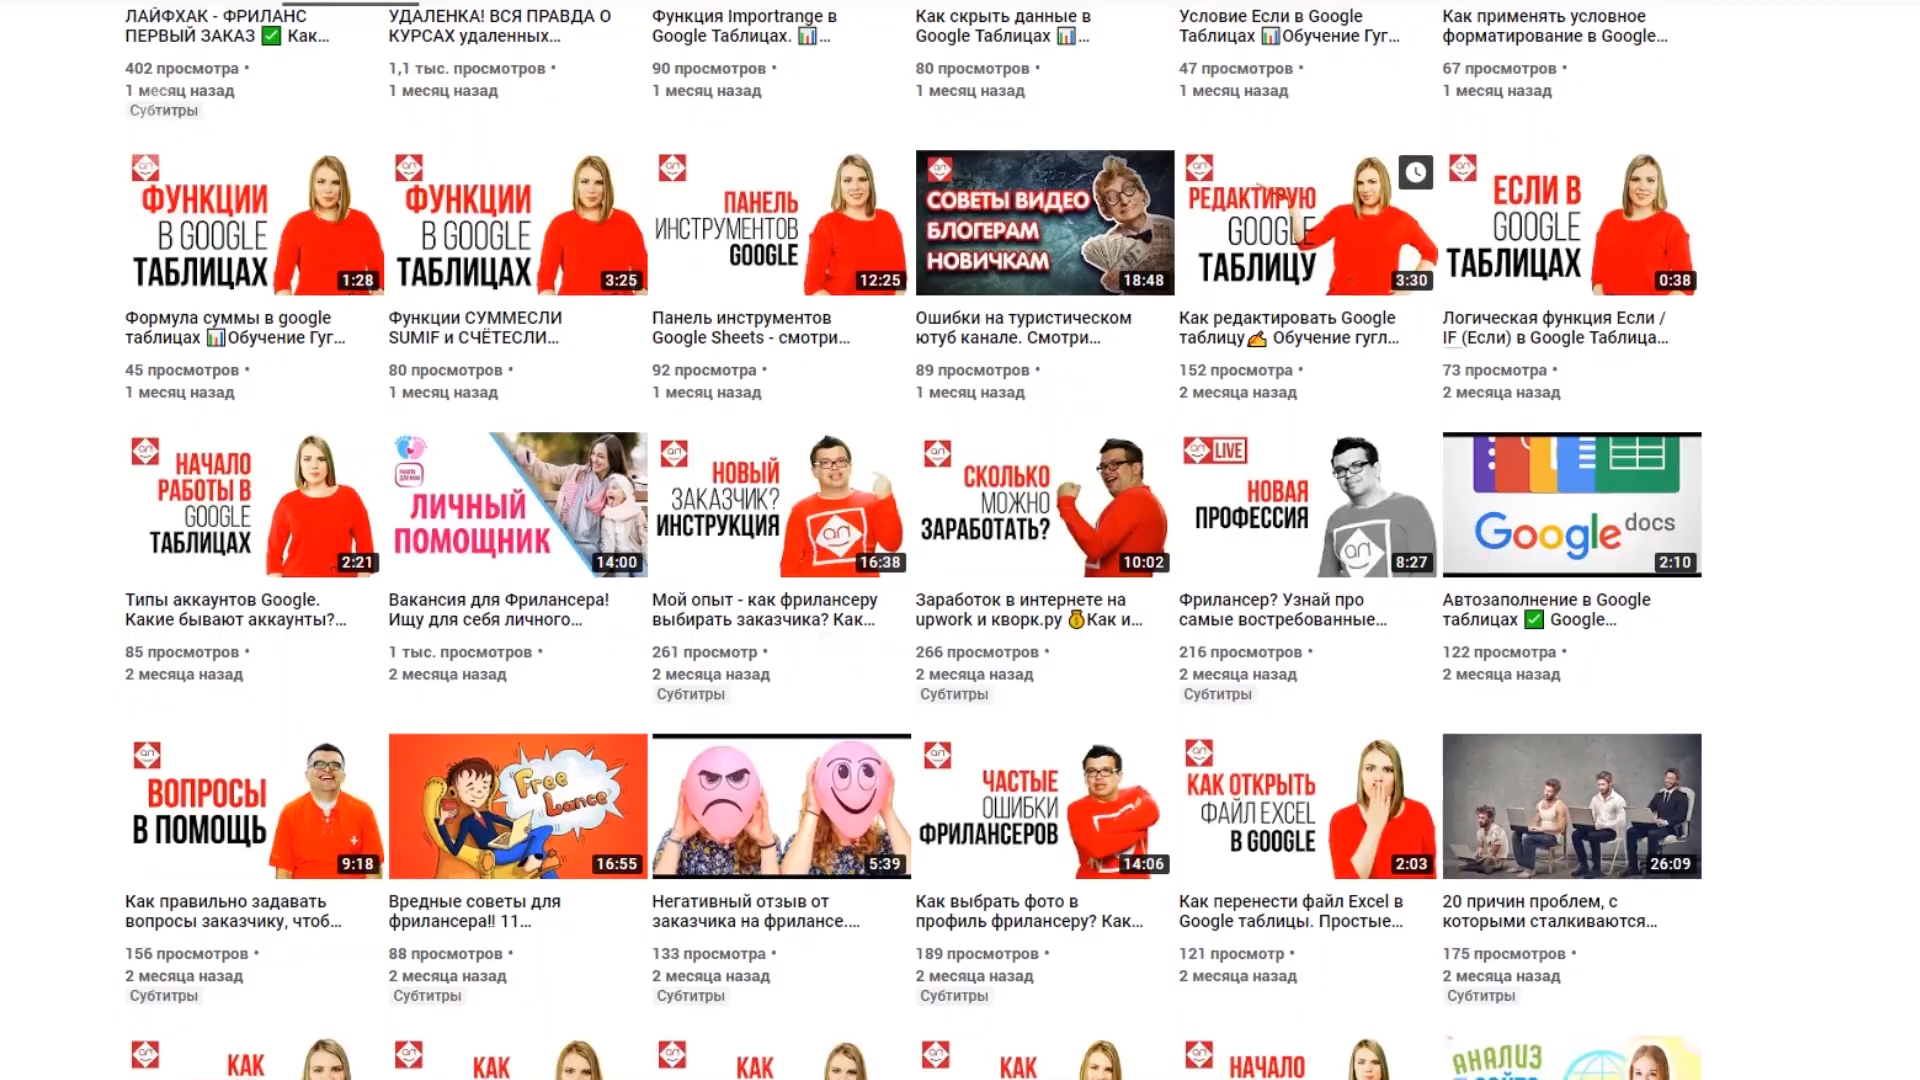 ЛАЙФХАК - ФРИЛАНС
ПЕРВЫЙ ЗАКАЗ ✅ Как...
402 просмотра •
1 месяц назад
Субтитры
УДАЛЕНКА! ВСЯ ПРАВДА О
КУРСАХ удаленных...
1,1 тыс. просмотров •
1 месяц назад
Функция Importrange в
Google Таблицах. 📊...
90 просмотров •
1 месяц назад
Как скрыть данные в
Google Таблицах 📊...
80 просмотров •
1 месяц назад
Условие Если в Google
Таблицах 📊Обучение Гуг...
47 просмотров •
1 месяц назад
Как применять условное
форматирование в Google...
67 просмотров •
1 месяц назад
ФУНКЦИИ
В GOOGLE
ТАБЛИЦАХ
1:28
Формула суммы в google
таблицах 📊Обучение Гуг...
45 просмотров •
1 месяц назад
ФУНКЦИИ
В GOOGLE
ТАБЛИЦАХ
3:25
Функции СУММЕСЛИ
SUMIF и СЧЁТЕСЛИ...
80 просмотров •
1 месяц назад
ПАНЕЛЬ
ИНСТРУМЕНТОВ
GOOGLE
12:25
Панель инструментов
Google Sheets - смотри...
92 просмотра •
1 месяц назад
СОВЕТЫ ВИДЕО
БЛОГЕРАМ
НОВИЧКАМ
18:48
Ошибки на туристическом
ютуб канале. Смотри...
89 просмотров •
1 месяц назад
РЕДАКТИРУЮ
GOOGLE
ТАБЛИЦУ
3:30
Как редактировать Google
таблицу✍ Обучение гугл...
152 просмотра •
2 месяца назад
ЕСЛИ В
GOOGLE
ТАБЛИЦАХ
0:38
Логическая функция Если /
IF (Если) в Google Таблица...
73 просмотра •
2 месяца назад
НАЧАЛО
РАБОТЫ В
GOOGLE
ТАБЛИЦАХ
2:21
Типы аккаунтов Google.
Какие бывают аккаунты?...
85 просмотров •
2 месяца назад
ЛИЧНЫЙ
ПОМОЩНИК
14:00
Вакансия для Фрилансера!
Ищу для себя личного...
1 тыс. просмотров •
2 месяца назад
НОВЫЙ
ЗАКАЗЧИК?
ИНСТРУКЦИЯ
16:38
Мой опыт - как фрилансеру
выбирать заказчика? Как...
261 просмотр •
2 месяца назад
Субтитры
СКОЛЬКО
МОЖНО
ЗАРАБОТАТЬ?
10:02
Заработок в интернете на
upwork и кворк.ру 💰Как и...
266 просмотров •
2 месяца назад
Субтитры
LIVE
НОВАЯ
ПРОФЕССИЯ
8:27
Фрилансер? Узнай про
самые востребованные...
216 просмотров •
2 месяца назад
Субтитры
Google docs
2:10
Автозаполнение в Google
таблицах ✅ Google...
122 просмотра •
2 месяца назад
ВОПРОСЫ
В ПОМОЩЬ
9:18
Как правильно задавать
вопросы заказчику, чтоб...
156 просмотров •
2 месяца назад
Субтитры
Free
Lance
16:55
Вредные советы для
фрилансера!! 11...
88 просмотров •
2 месяца назад
Субтитры
5:39
Негативный отзыв от
заказчика на фрилансе....
133 просмотра •
2 месяца назад
Субтитры
ЧАСТЫЕ
ОШИБКИ
ФРИЛАНСЕРОВ
14:06
Как выбрать фото в
профиль фрилансеру? Как...
189 просмотров •
2 месяца назад
Субтитры
КАК ОТКРЫТЬ
ФАЙЛ EXCEL
В GOOGLE
2:03
Как перенести файл Excel в
Google таблицы. Простые...
121 просмотр •
2 месяца назад
26:09
20 причин проблем, с
которыми сталкиваются...
175 просмотров •
2 месяца назад
Субтитры
КАК
КАК
КАК
КАК
НАЧАЛО
АНАЛИЗ